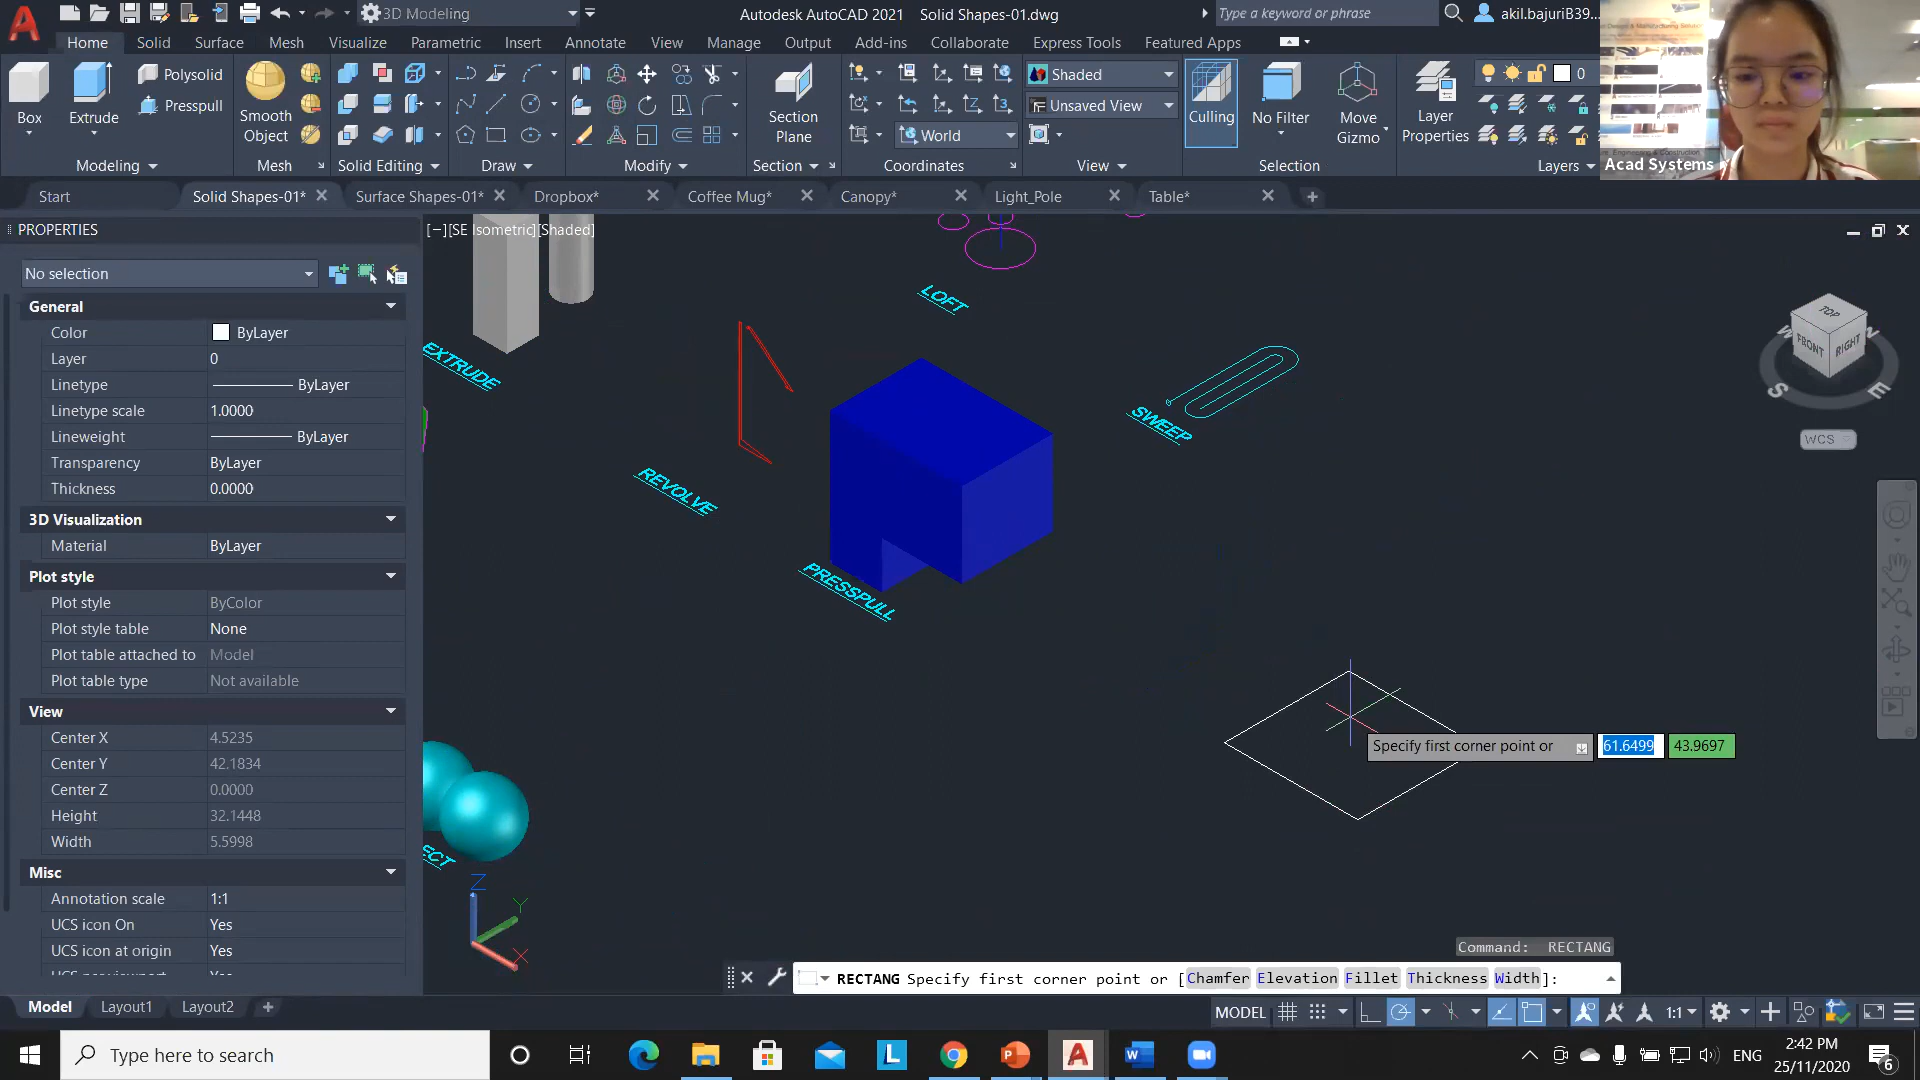 3D Modeling
Autodesk AutoCAD 2021 Solid Shapes-01.dwg
Type a keyword or phrase
akil.bajuriB39...
Home Solid Surface Mesh Visualize Parametric Insert Annotate View Manage Output Add-ins Collaborate Express Tools Featured Apps
Box
Extrude
Polysolid
Presspull
Smooth
Object
Section
Plane
Shaded
Unsaved View
World
Culling
No Filter
Move
Gizmo
Layer
Properties
0
Modeling
Mesh
Solid Editing
Draw
Modify
Section
Coordinates
View
Selection
Layers
Acad Systems
Start
Solid Shapes-01*
Surface Shapes-01*
Dropbox*
Coffee Mug*
Canopy*
Light_Pole
Table*
PROPERTIES
No selection
General
Color ByLayer
Layer 0
Linetype ByLayer
Linetype scale 1.0000
Lineweight ByLayer
Transparency ByLayer
Thickness 0.0000
3D Visualization
Material ByLayer
Plot style
Plot style ByColor
Plot style table None
Plot table attached to Model
Plot table type Not available
View
Center X 4.5235
Center Y 42.1834
Center Z 0.0000
Height 32.1448
Width 5.5998
Misc
Annotation scale 1:1
UCS icon On Yes
UCS icon at origin Yes
[−][SE Isometric][Shaded]
LOFT
EXTRUDE
SWEEP
REVOLVE
PRESSPULL
ECT
TOP
FRONT
RIGHT
W
N
S
E
WCS
Specify first corner point or 61.6499 43.9697
Z
Y
X
Command: RECTANG
RECTANG Specify first corner point or [Chamfer Elevation Fillet Thickness Width]:
Model Layout1 Layout2
MODEL
1:1
Type here to search
ENG
2:42 PM
25/11/2020
6